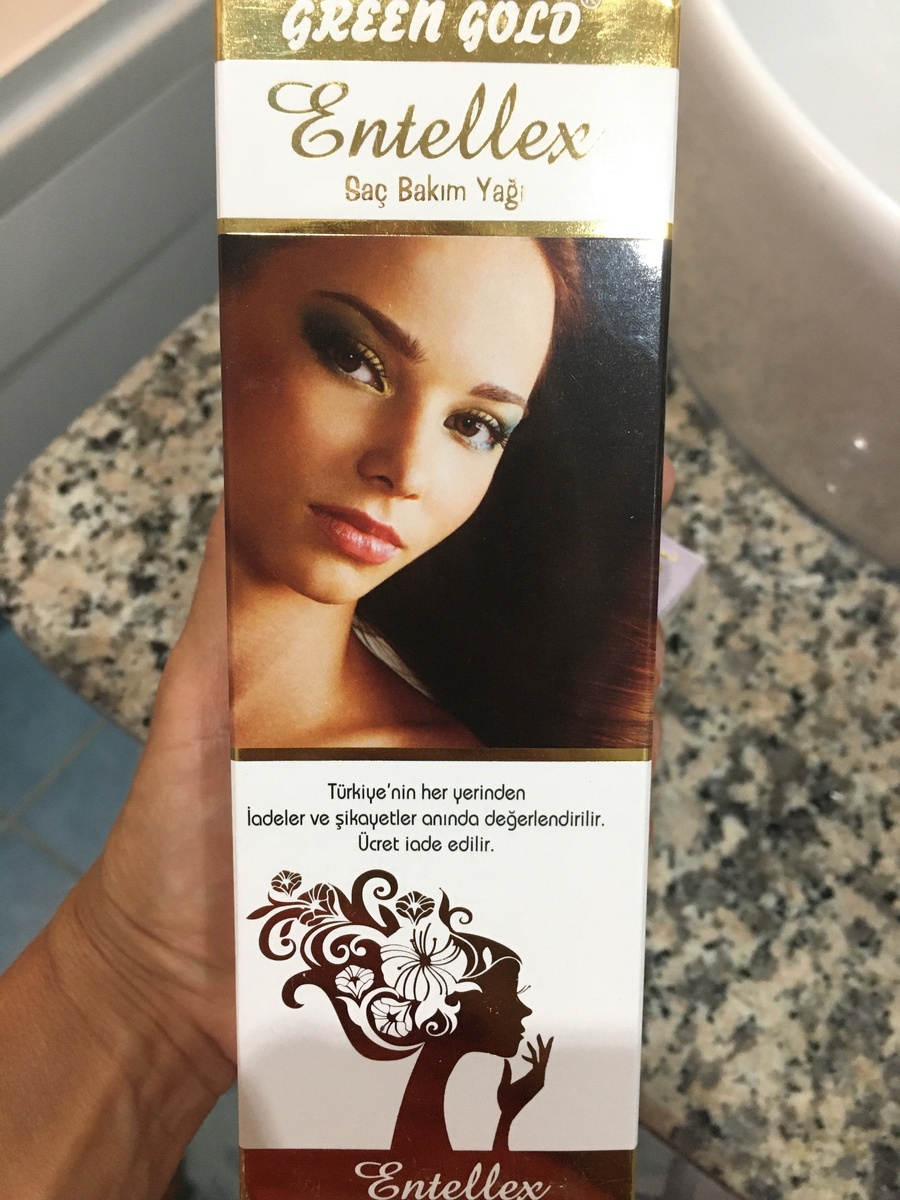 GREEN GOLD®
Entellex
Saç Bakım Yağı
Türkiye'nin her yerinden
İadeler ve şikayetler anında değerlendirilir.
Ücret iade edilir.
Entellex